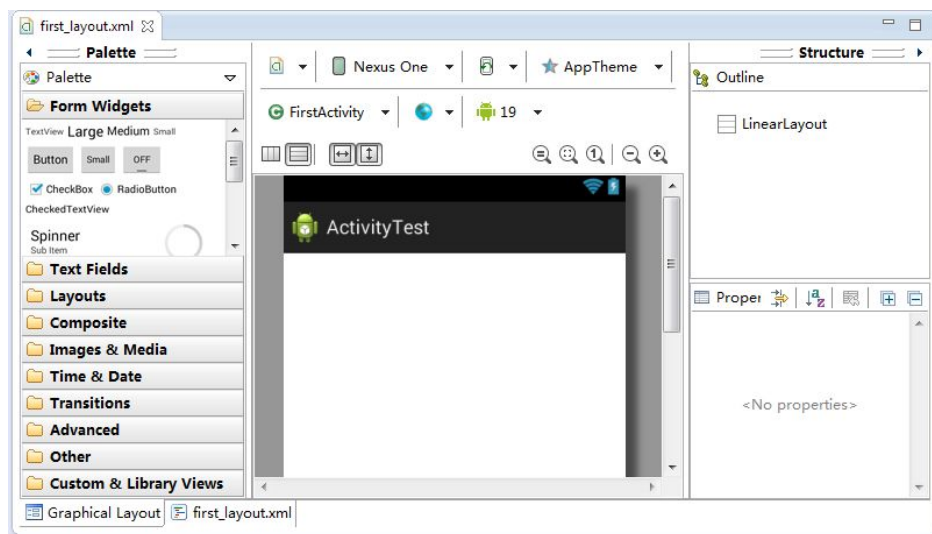 first_layout.xml
Palette
Palette
Form Widgets
TextView Large Medium Small
Button Small OFF
CheckBox RadioButton
CheckedTextView
Spinner
Sub Item
Text Fields
Layouts
Composite
Images & Media
Time & Date
Transitions
Advanced
Other
Custom & Library Views
Nexus One AppTheme
FirstActivity 19
ActivityTest
Structure
Outline
LinearLayout
Proper
<No properties>
Graphical Layout first_layout.xml